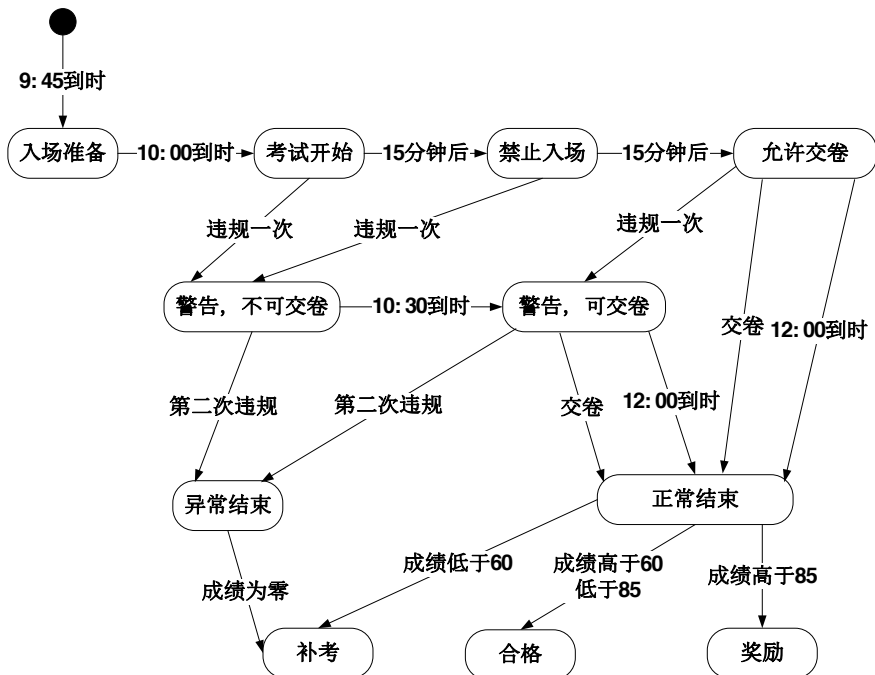 9:45到时
入场准备
10:00到时
考试开始
15分钟后
禁止入场
15分钟后
允许交卷
违规一次
违规一次
违规一次
警告，不可交卷
10:30到时
警告，可交卷
交卷
12:00到时
第二次违规
第二次违规
交卷
12:00到时
异常结束
正常结束
成绩为零
成绩低于60
成绩高于60
低于85
成绩高于85
补考
合格
奖励